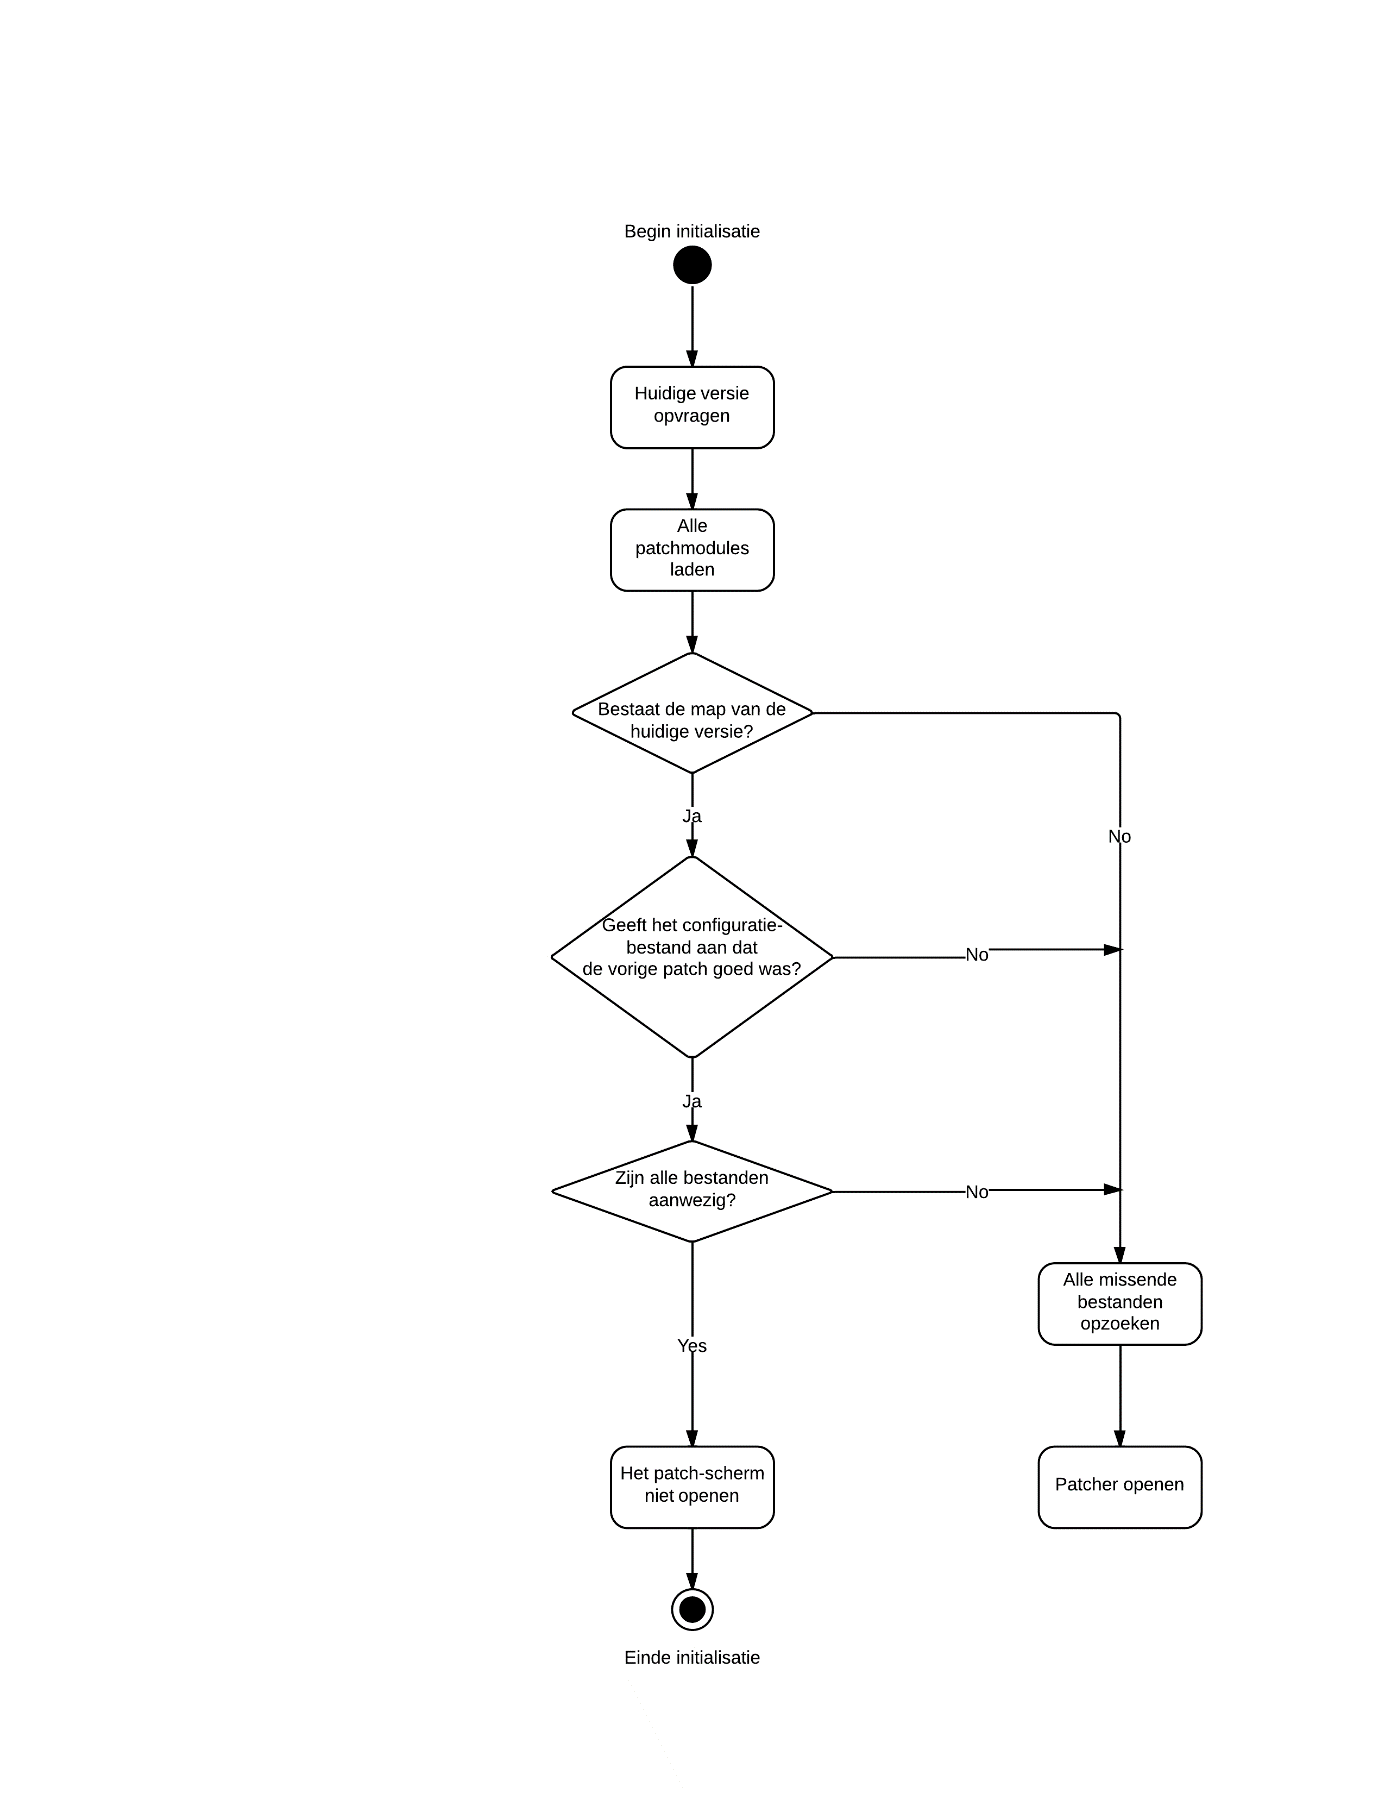 Begin initialisatie
Huidige versie
opvragen
Alle
patchmodules
laden
Bestaat de map van de
huidige versie?
Ja
No
Geeft het configuratie-
bestand aan dat
de vorige patch goed was?
No
Ja
Zijn alle bestanden
aanwezig?
No
Alle missende
bestanden
opzoeken
Yes
Het patch-scherm
niet openen
Patcher openen
Einde initialisatie